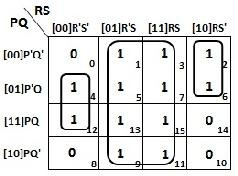 RS
PQ [00]R'S' [01]R'S [11]RS [10]RS'
[00]P'Q' 0 0 1 1 1 3 1 2
[01]P'Q 1 4 1 5 1 7 1 6
[11]PQ 1 12 1 13 1 15 0 14
[10]PQ' 0 8 1 9 1 11 0 10